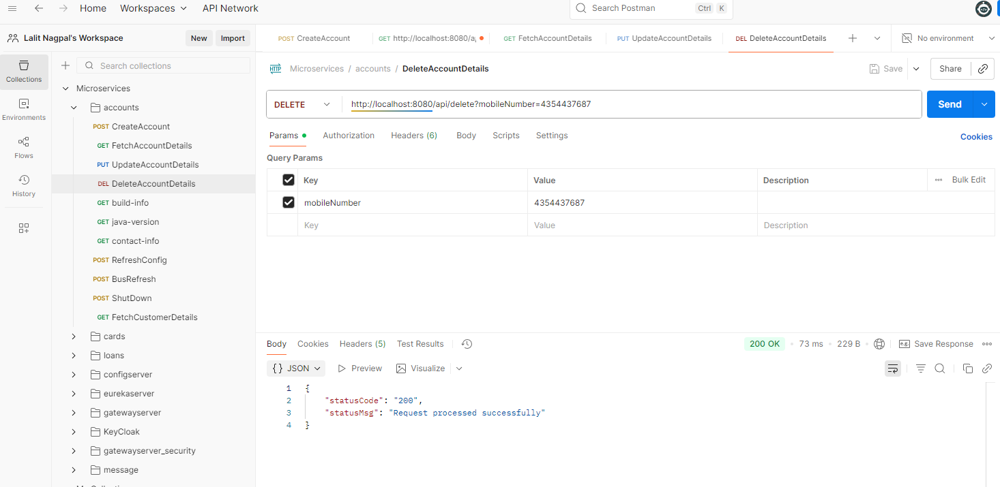 Home Workspaces API Network Search Postman Ctrl K
Lalit Nagpal's Workspace New Import
POST CreateAccount GET http://localhost:8080/a GET FetchAccountDetails PUT UpdateAccountDetails DEL DeleteAccountDetails No environment
Collections
Environments
Flows
History
Search collections
Microservices
accounts
POST CreateAccount
GET FetchAccountDetails
PUT UpdateAccountDetails
DEL DeleteAccountDetails
GET build-info
GET java-version
GET contact-info
POST RefreshConfig
POST BusRefresh
POST ShutDown
GET FetchCustomerDetails
cards
loans
configserver
eurekaserver
gatewayserver
KeyCloak
gatewayserver_security
message
HTTP Microservices / accounts / DeleteAccountDetails Save Share
DELETE http://localhost:8080/api/delete?mobileNumber=4354437687 Send
Params Authorization Headers (6) Body Scripts Settings Cookies
Query Params
Key Value Description Bulk Edit
mobileNumber 4354437687
Key Value Description
Body Cookies Headers (5) Test Results 200 OK 73 ms 229 B e.g. Save Response
{} JSON Preview Visualize
1 {
2 "statusCode": "200",
3 "statusMsg": "Request processed successfully"
4 }